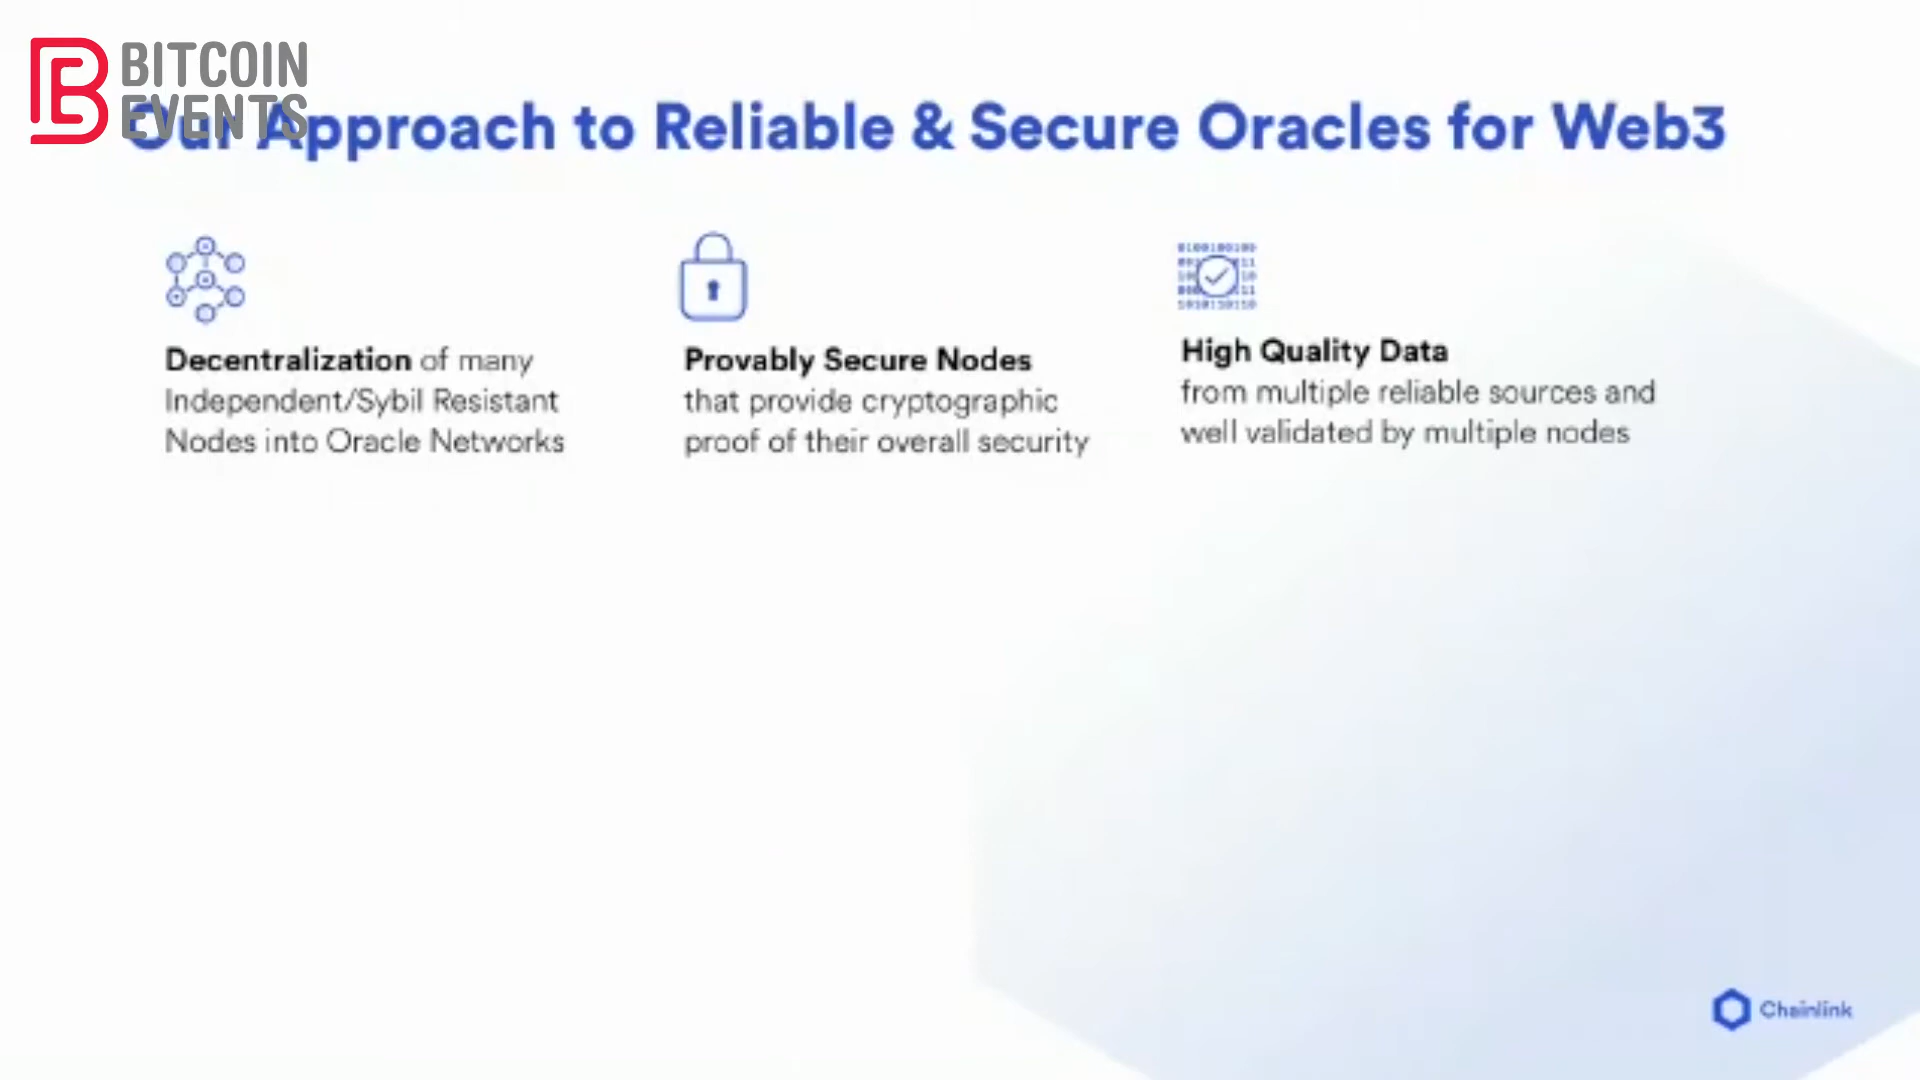 BITCOIN
EVENTS
Our Approach to Reliable & Secure Oracles for Web3
Decentralization of many
Independent/Sybil Resistant
Nodes into Oracle Networks
Provably Secure Nodes
that provide cryptographic
proof of their overall security
High Quality Data
from multiple reliable sources and
well validated by multiple nodes
Chainlink